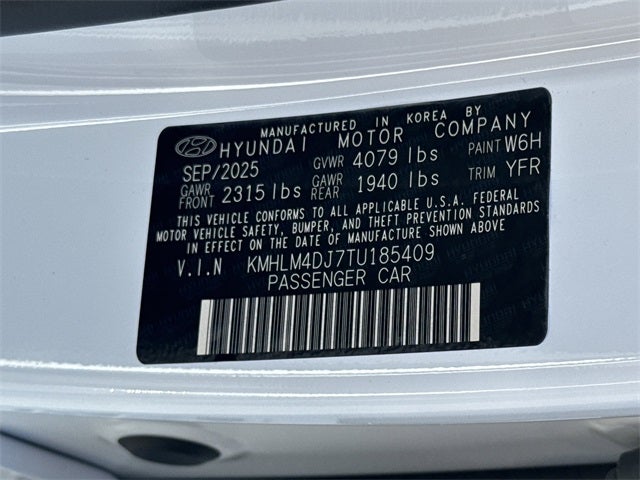 MANUFACTURED IN KOREA BY
HYUNDAI MOTOR COMPANY
SEP/2025 GVWR 4079 lbs PAINT W6H
GAWR FRONT 2315 lbs GAWR REAR 1940 lbs TRIM YFR
THIS VEHICLE CONFORMS TO ALL APPLICABLE U.S.A. FEDERAL
MOTOR VEHICLE SAFETY, BUMPER, AND THEFT PREVENTION STANDARDS
IN EFFECT ON THE DATE OF MANUFACTURE SHOWN ABOVE.
V.I.N KMHLM4DJ7TU185409
PASSENGER CAR